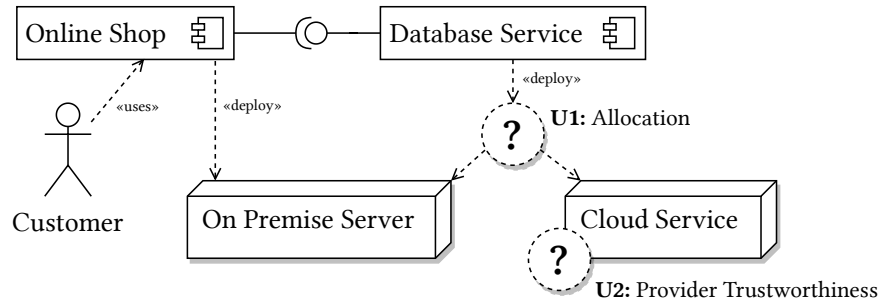 Online Shop
Database Service
«uses»
«deploy»
«deploy»
?
U1: Allocation
Customer
On Premise Server
Cloud Service
?
U2: Provider Trustworthiness